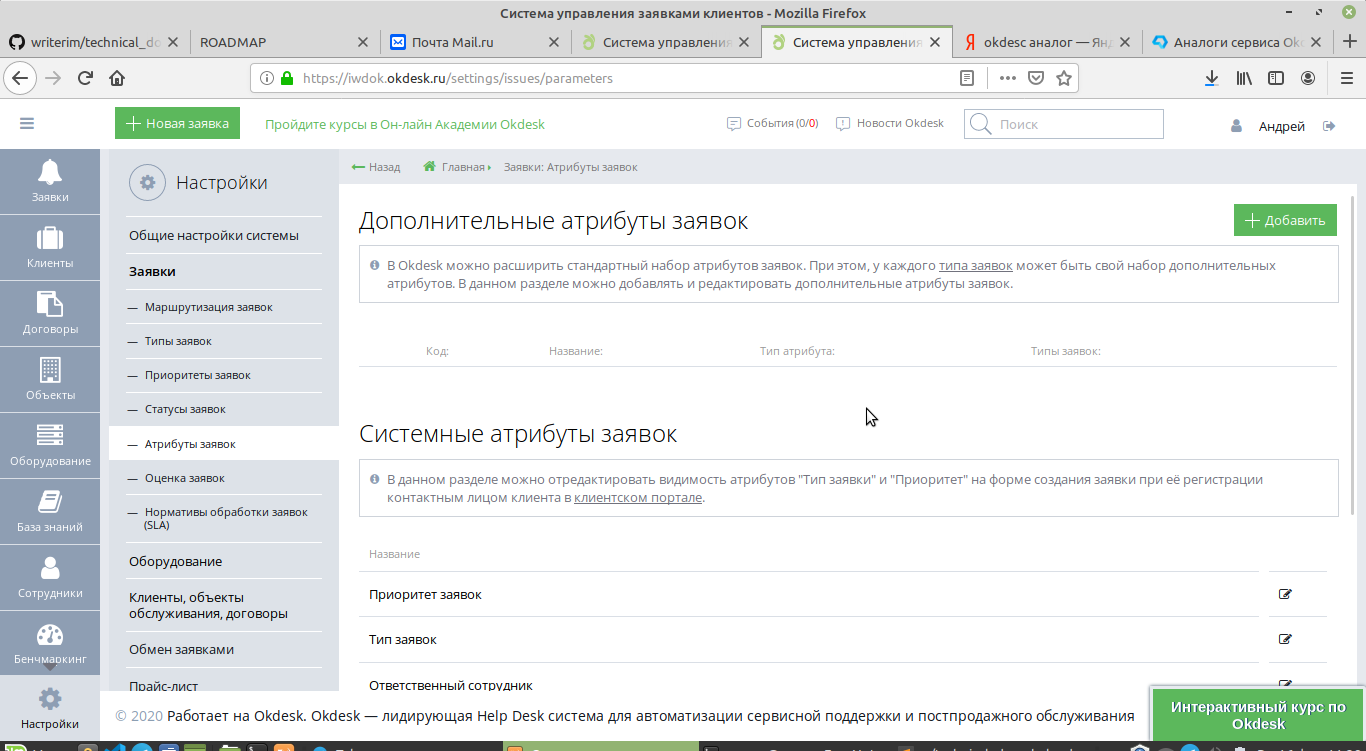 Система управления заявками клиентов - Mozilla Firefox
writerim/technical_do
ROADMAP
Почта Mail.ru
Система управления
Система управления
okdesc аналог — Янд
Аналоги сервиса Okd
https://iwdok.okdesk.ru/settings/issues/parameters
Новая заявка
Пройдите курсы в Он-лайн Академии Okdesk
События (0/0)
Новости Okdesk
Поиск
Андрей
Заявки
Клиенты
Договоры
Объекты
Оборудование
База знаний
Сотрудники
Бенчмаркинг
Настройки
Настройки
Общие настройки системы
Заявки
— Маршрутизация заявок
— Типы заявок
— Приоритеты заявок
— Статусы заявок
— Атрибуты заявок
— Оценка заявок
— Нормативы обработки заявок
(SLA)
Оборудование
Клиенты, объекты
обслуживания, договоры
Обмен заявками
Прайс-лист
Назад
Главная
Заявки: Атрибуты заявок
Дополнительные атрибуты заявок
Добавить
В Okdesk можно расширить стандартный набор атрибутов заявок. При этом, у каждого типа заявок может быть свой набор дополнительных
атрибутов. В данном разделе можно добавлять и редактировать дополнительные атрибуты заявок.
Код:
Название:
Тип атрибута:
Типы заявок:
Системные атрибуты заявок
В данном разделе можно отредактировать видимость атрибутов "Тип заявки" и "Приоритет" на форме создания заявки при её регистрации
контактным лицом клиента в клиентском портале.
Название
Приоритет заявок
Тип заявок
Ответственный сотрудник
© 2020 Работает на Okdesk. Okdesk — лидирующая Help Desk система для автоматизации сервисной поддержки и постпродажного обслуживания
Интерактивный курс по
Okdesk